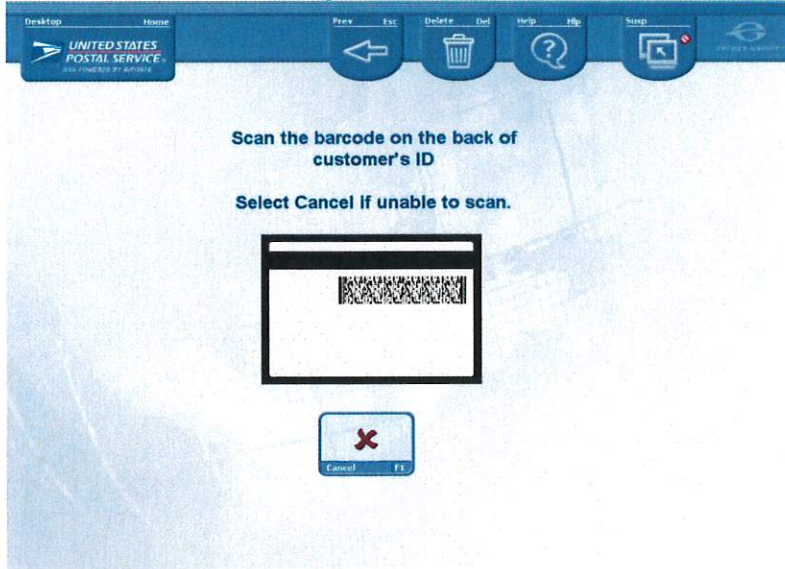 Desktop Home
Prev Esc
Delete Del
Help Hlp
Susp
UNITED STATES
POSTAL SERVICE
Scan the barcode on the back of
customer's ID
Select Cancel if unable to scan.
Cancel F1